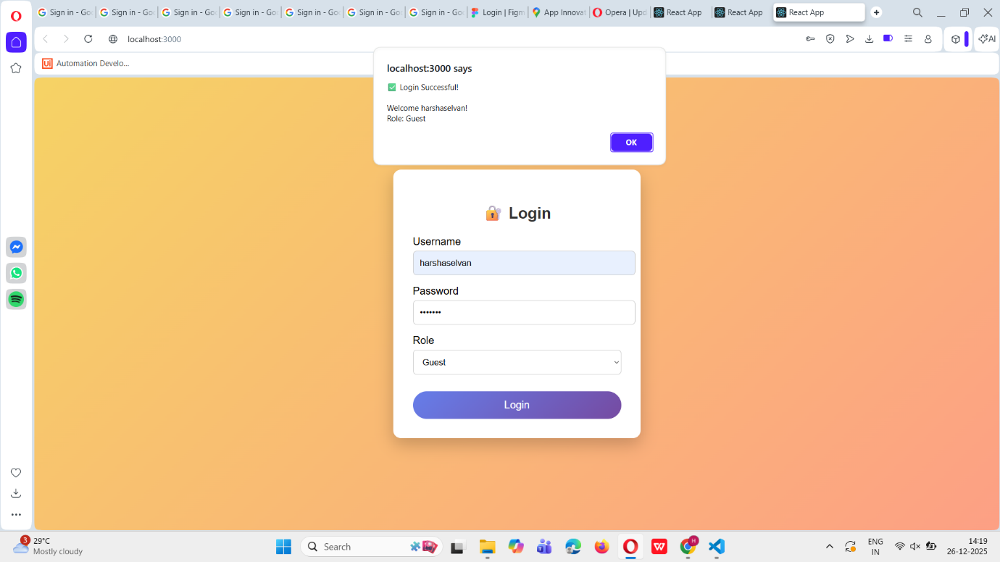 Sign in - Go
Sign in - Go
Sign in - Go
Sign in - Go
Sign in - Go
Sign in - Go
Sign in - Go
Login | Figm
App Innovat
Opera | Upd
React App
React App
React App
localhost:3000
AI
Ui Automation Develo...
localhost:3000 says
✅ Login Successful!
Welcome harshaselvan!
Role: Guest
OK
🔐 Login
Username
harshaselvan
Password
•••••••
Role
Guest
Login
3
29°C
Mostly cloudy
Search
H
ENG
IN
14:19
26-12-2025